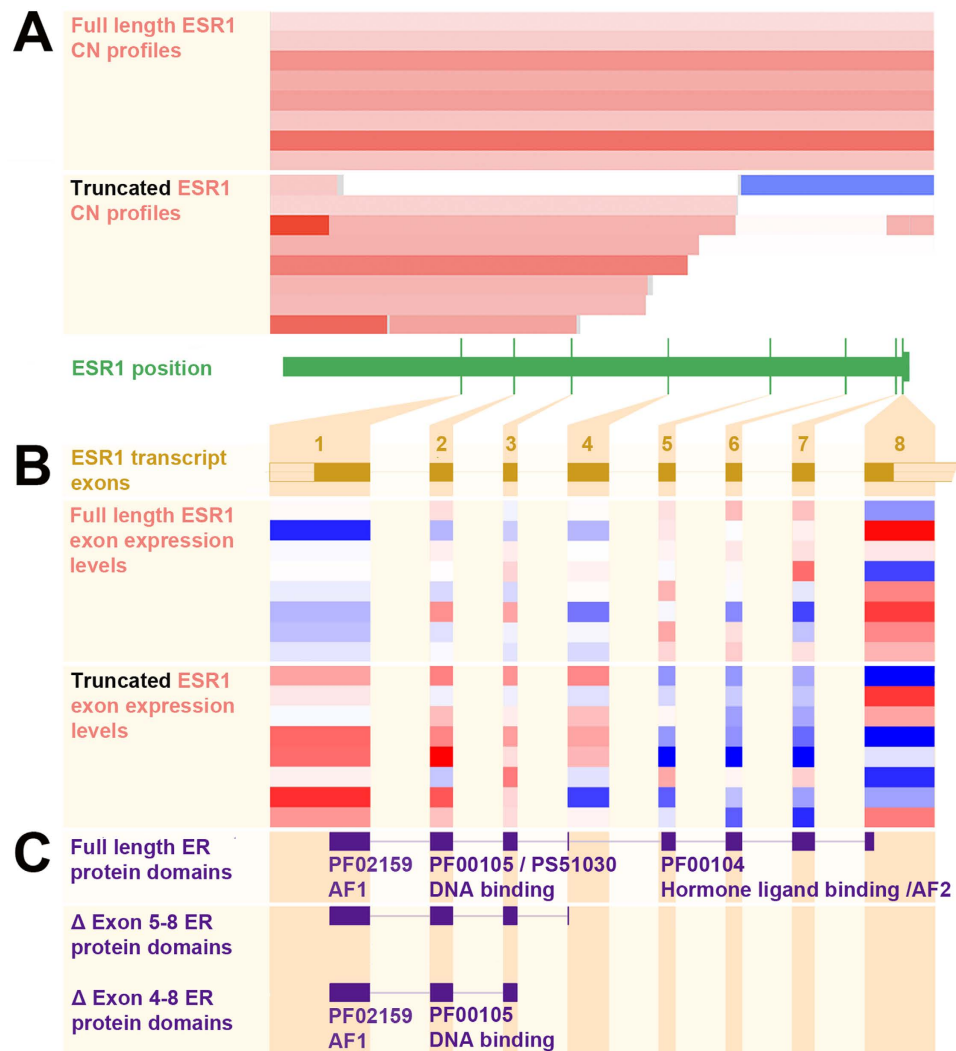 A
Full length ESR1
CN profiles
Truncated ESR1
CN profiles
ESR1 position
B
ESR1 transcript
exons
1 2 3 4 5 6 7 8
Full length ESR1
exon expression
levels
Truncated ESR1
exon expression
levels
C
Full length ER
protein domains
PF02159
AF1
PF00105 / PS51030
DNA binding
PF00104
Hormone ligand binding /AF2
Δ Exon 5-8 ER
protein domains
Δ Exon 4-8 ER
protein domains
PF02159
AF1
PF00105
DNA binding